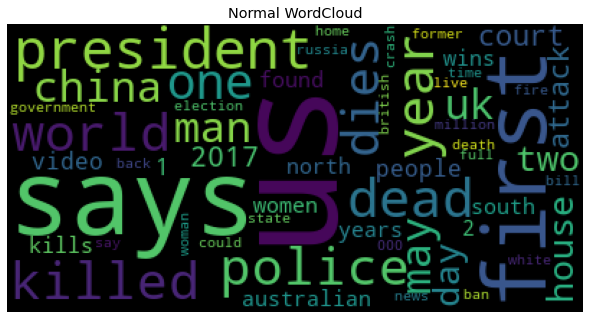 Normal WordCloud
president
home
russia
crash
former
court
china
one
found
dies
year
wins
time
attack
government
election
british
live
fire
world
man
us
uk
million
first
video
back
1
2017
north
people
death
full
two
bill
says
women
dead
south
house
kills
say
woman
state
could
years
000
may
day
2
killed
police
australian
news
ban
white